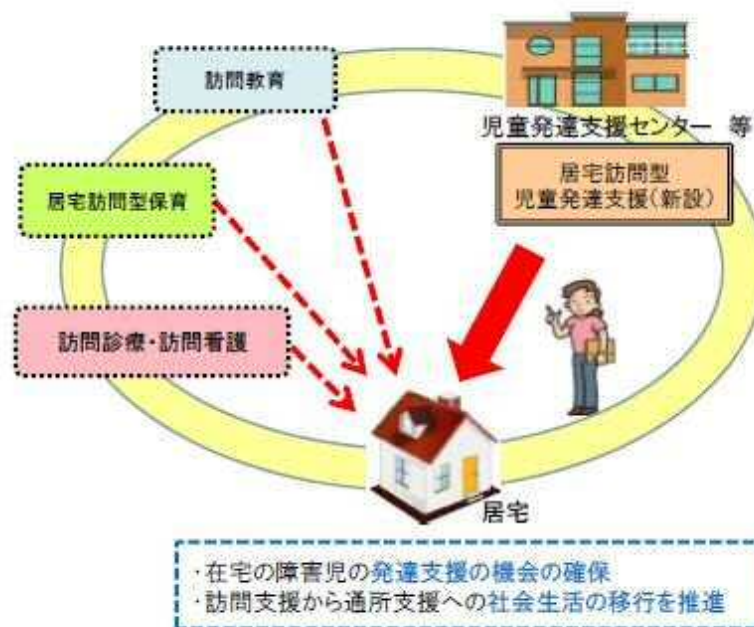 訪問教育
児童発達支援センター 等
居宅訪問型
児童発達支援(新設)
居宅訪問型保育
訪問診療・訪問看護
居宅
・在宅の障害児の発達支援の機会の確保
・訪問支援から通所支援への社会生活の移行を推進